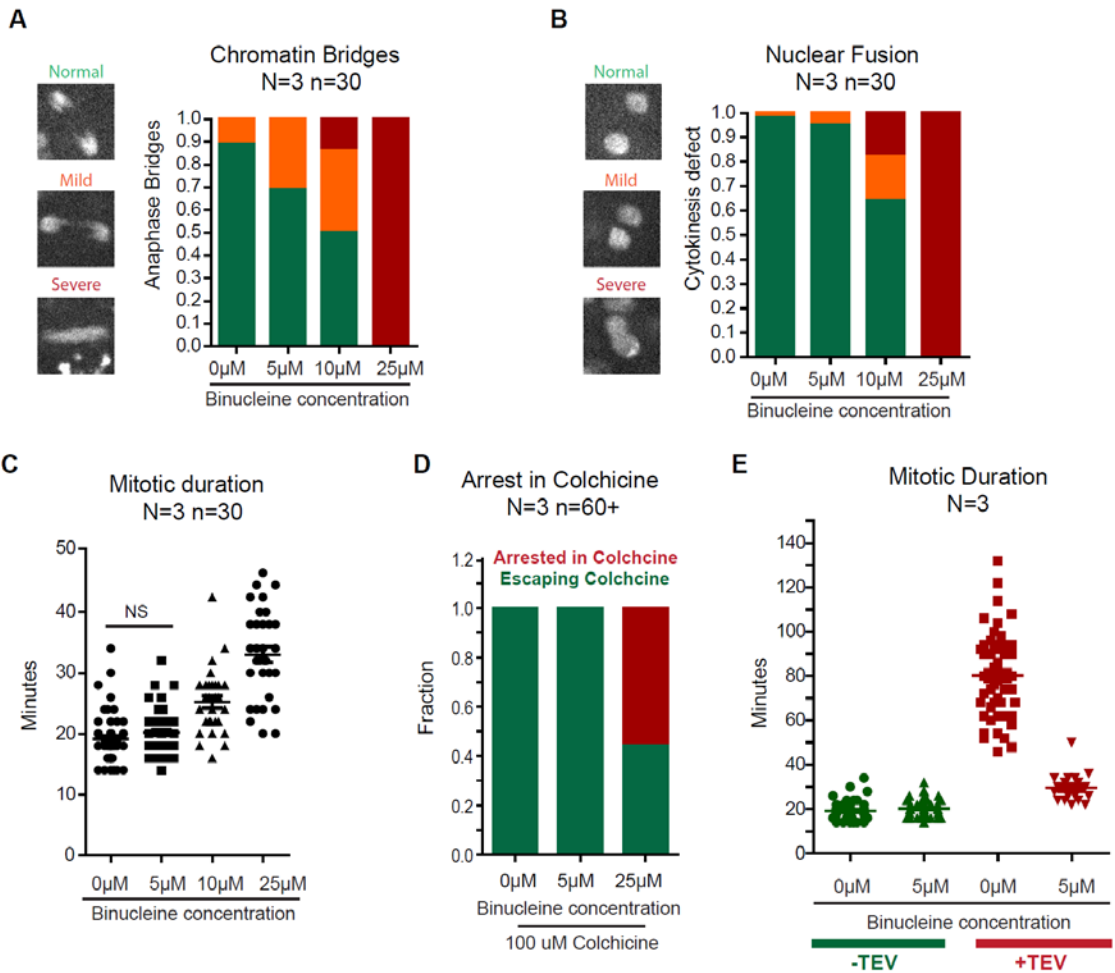 A
Chromatin Bridges
N=3 n=30
Normal
Mild
Severe
Anaphase Bridges
1.0
0.9
0.8
0.7
0.6
0.5
0.4
0.3
0.2
0.1
0.0
0µM 5µM 10µM 25µM
Binucleine concentration
B
Nuclear Fusion
N=3 n=30
Normal
Mild
Severe
Cytokinesis defect
1.0
0.9
0.8
0.7
0.6
0.5
0.4
0.3
0.2
0.1
0.0
0µM 5µM 10µM 25µM
Binucleine concentration
C
Mitotic duration
N=3 n=30
Minutes
50
40
30
20
10
0
NS
0µM 5µM 10µM 25µM
Binucleine concentration
D
Arrest in Colchicine
N=3 n=60+
Arrested in Colchcine
Escaping Colchcine
Fraction
1.2
1.0
0.8
0.6
0.4
0.2
0.0
0µM 5µM 25µM
Binucleine concentration
100 uM Colchicine
E
Mitotic Duration
N=3
Minutes
140
120
100
80
60
40
20
0
0µM 5µM 0µM 5µM
Binucleine concentration
-TEV +TEV